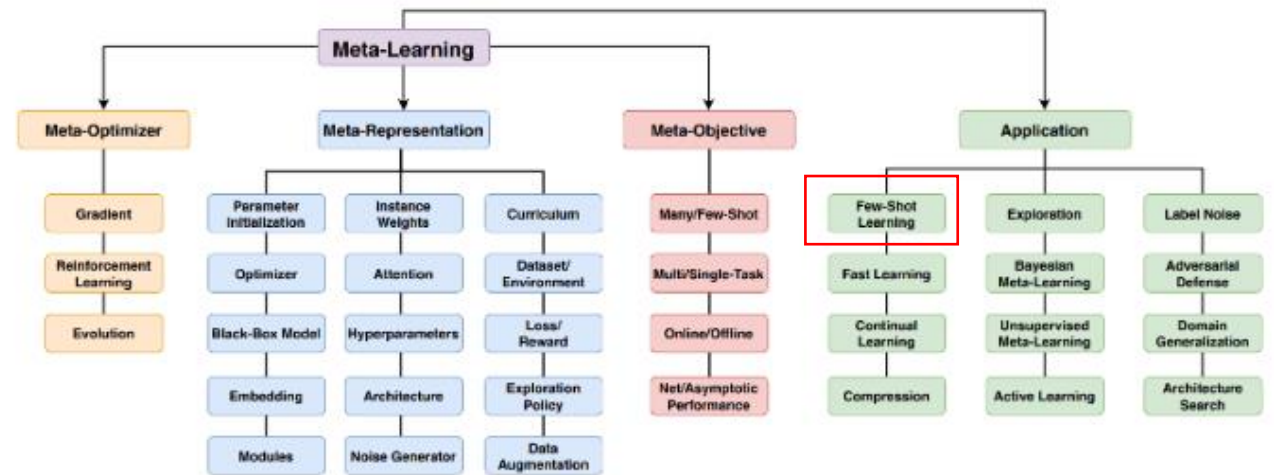 Meta-Learning
Meta-Optimizer
Meta-Representation
Meta-Objective
Application
Gradient
Reinforcement
Learning
Evolution
Parameter
Initialization
Optimizer
Black-Box Model
Embedding
Modules
Instance
Weights
Attention
Hyperparameters
Architecture
Noise Generator
Curriculum
Dataset/
Environment
Loss/
Reward
Exploration
Policy
Data
Augmentation
Many/Few-Shot
Multi/Single-Task
Online/Offline
Net/Asymptotic
Performance
Few-Shot
Learning
Fast Learning
Continual
Learning
Compression
Exploration
Bayesian
Meta-Learning
Unsupervised
Meta-Learning
Active Learning
Label Noise
Adversarial
Defense
Domain
Generalization
Architecture
Search